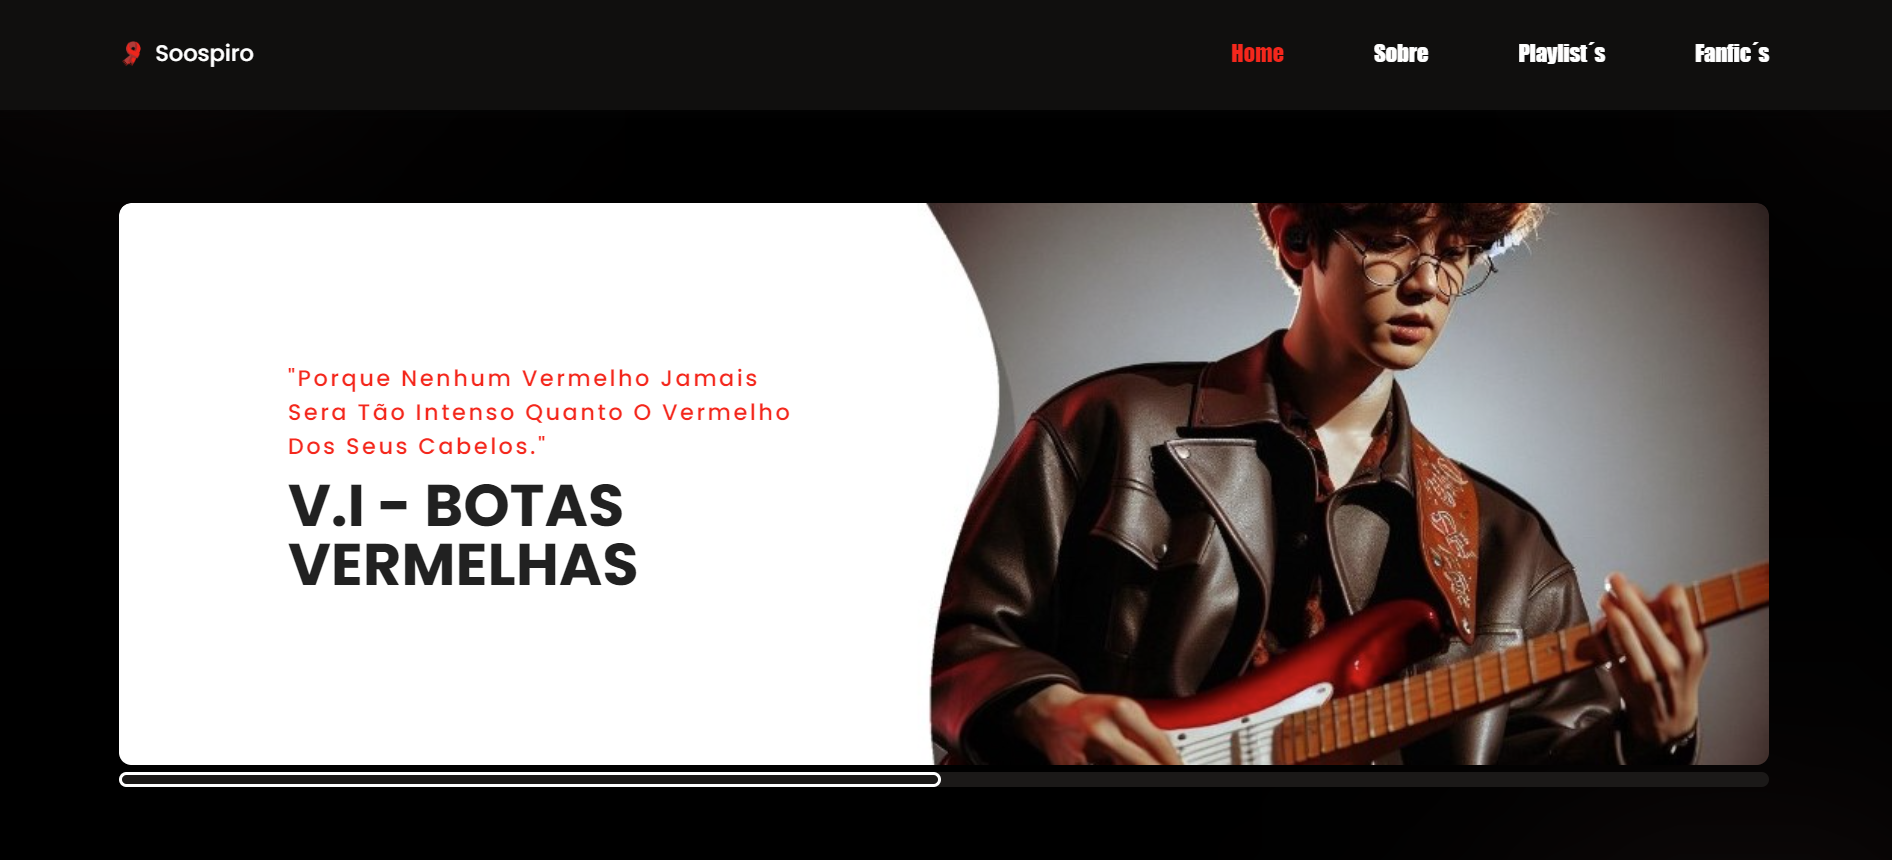 Soospiro
Home Sobre Playlist´s Fanfic´s
"Porque Nenhum Vermelho Jamais
Sera Tão Intenso Quanto O Vermelho
Dos Seus Cabelos."
V.I - BOTAS
VERMELHAS